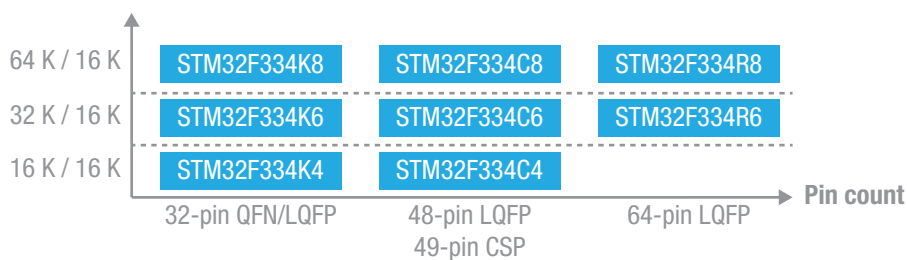 64 K / 16 K STM32F334K8 STM32F334C8 STM32F334R8
32 K / 16 K STM32F334K6 STM32F334C6 STM32F334R6
16 K / 16 K STM32F334K4 STM32F334C4
Pin count
32-pin QFN/LQFP 48-pin LQFP 64-pin LQFP
49-pin CSP